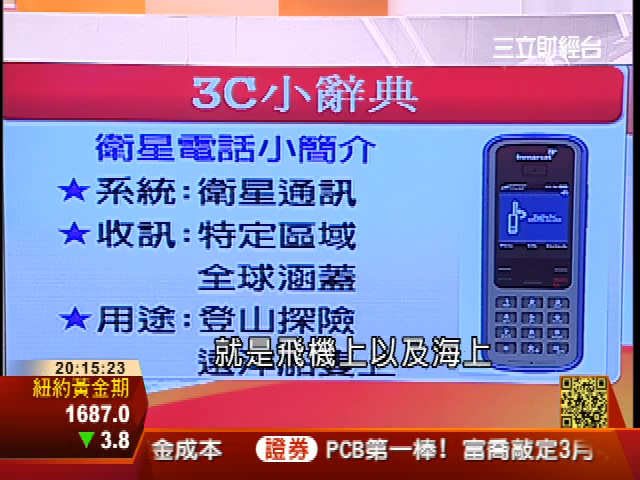 三立財經台
3C小辭典
衛星電話小簡介
★系統:衛星通訊
inmarsat
★收訊:特定區域
全球涵蓋
★用途:登山探險
就是飛機上以及海上
20:15:23
紐約黃金期
1687.0
▼3.8
金成本 證券 PCB第一棒! 富喬敲定3月